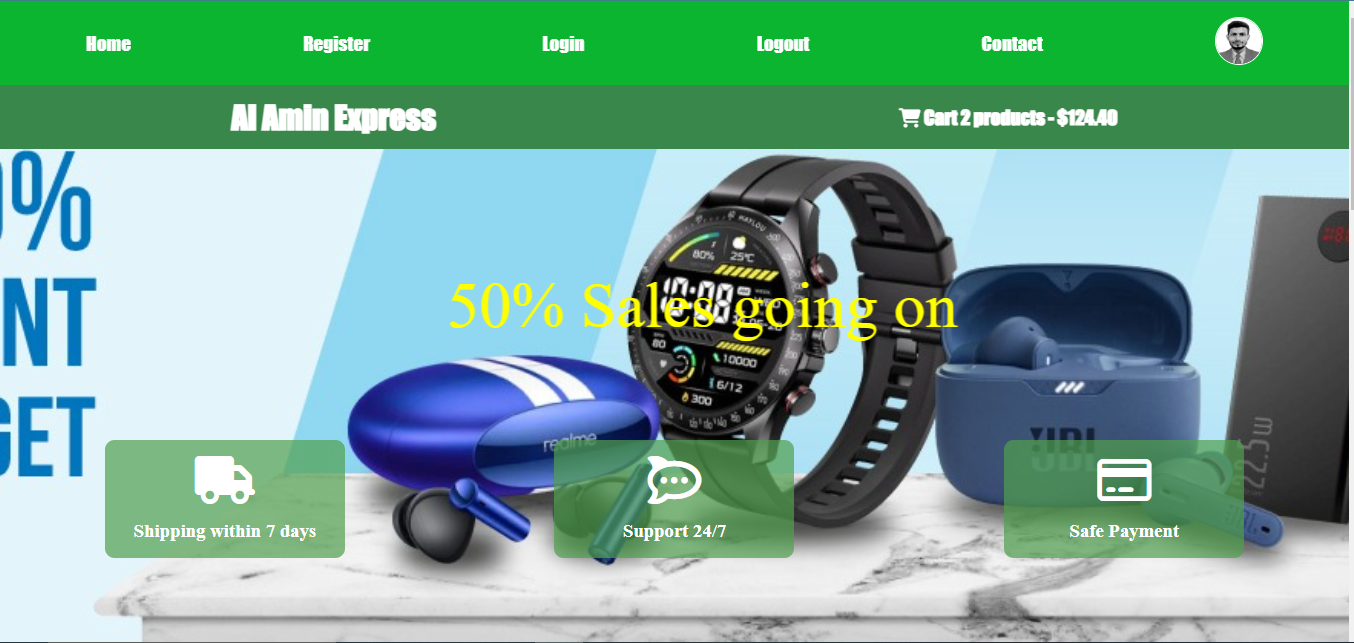 Home Register Login Logout Contact
Al Amin Express
Cart 2 products - $124.40
0%
NT
GET
HAYLOU
80% 25°C
10:08
50% Sales going on
80
10000
6/12
300
realme
JBL
22.5W
Shipping within 7 days
Support 24/7
Safe Payment